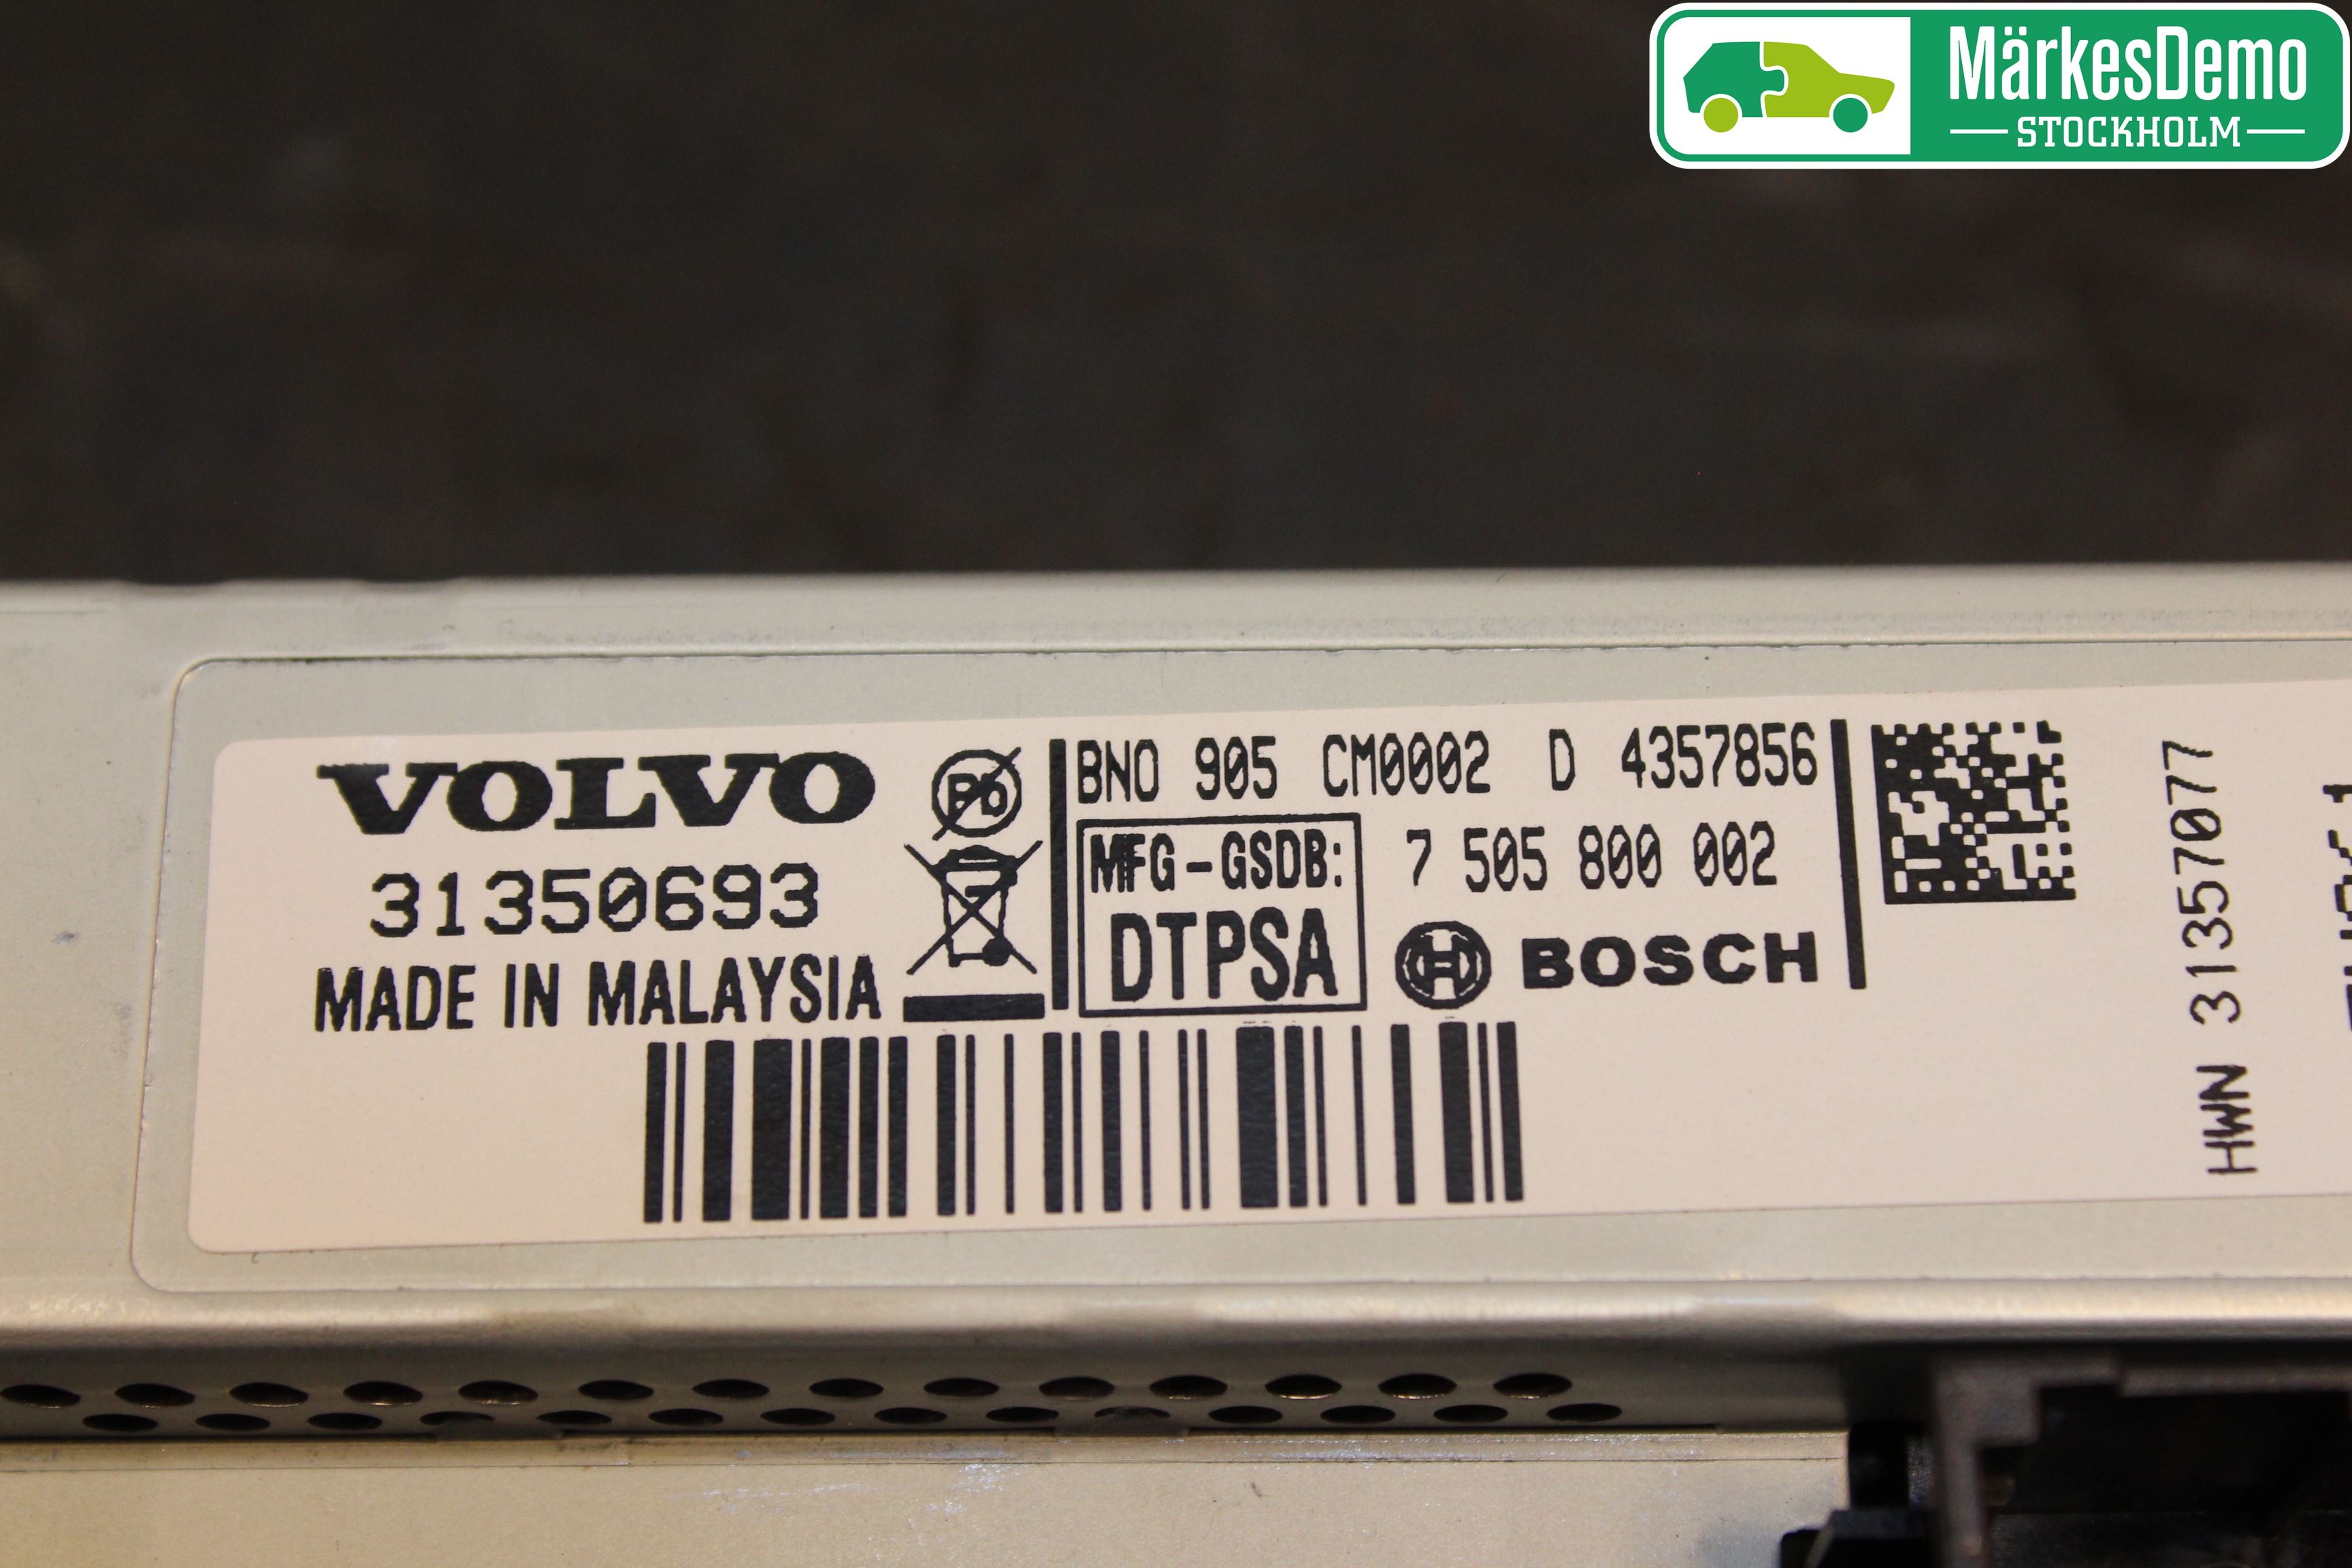 MärkesDemo
STOCKHOLM
VOLVO
31350693
MADE IN MALAYSIA
Pb
BNO 905 CM0002 D 4357856
MFG-GSDB:
DTPSA
7 505 800 002
BOSCH
HWN 31357077